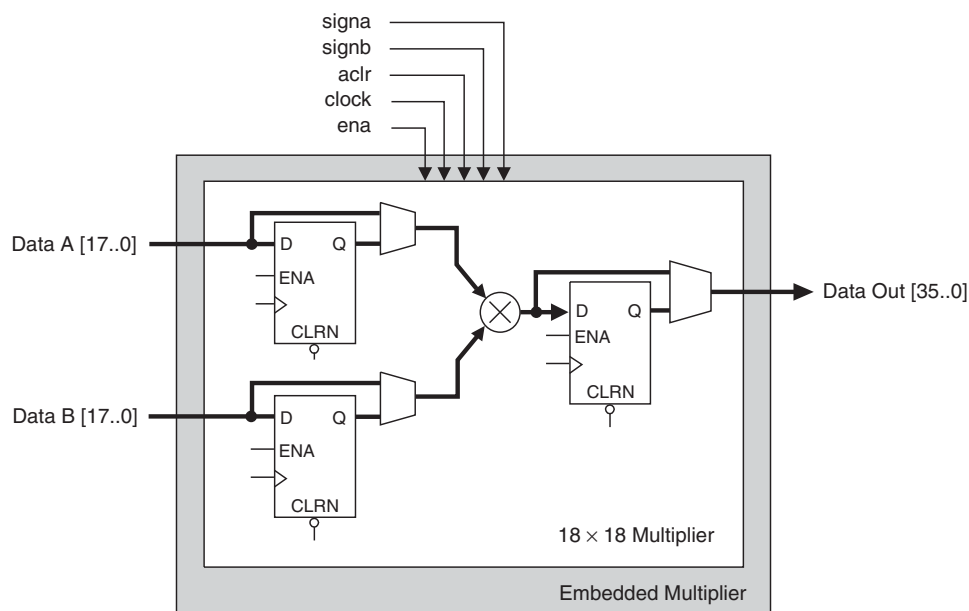 signa
signb
aclr
clock
ena
Data A [17..0]
D Q
ENA
CLRN
Data Out [35..0]
D Q
ENA
CLRN
Data B [17..0]
D Q
ENA
CLRN
18 × 18 Multiplier
Embedded Multiplier